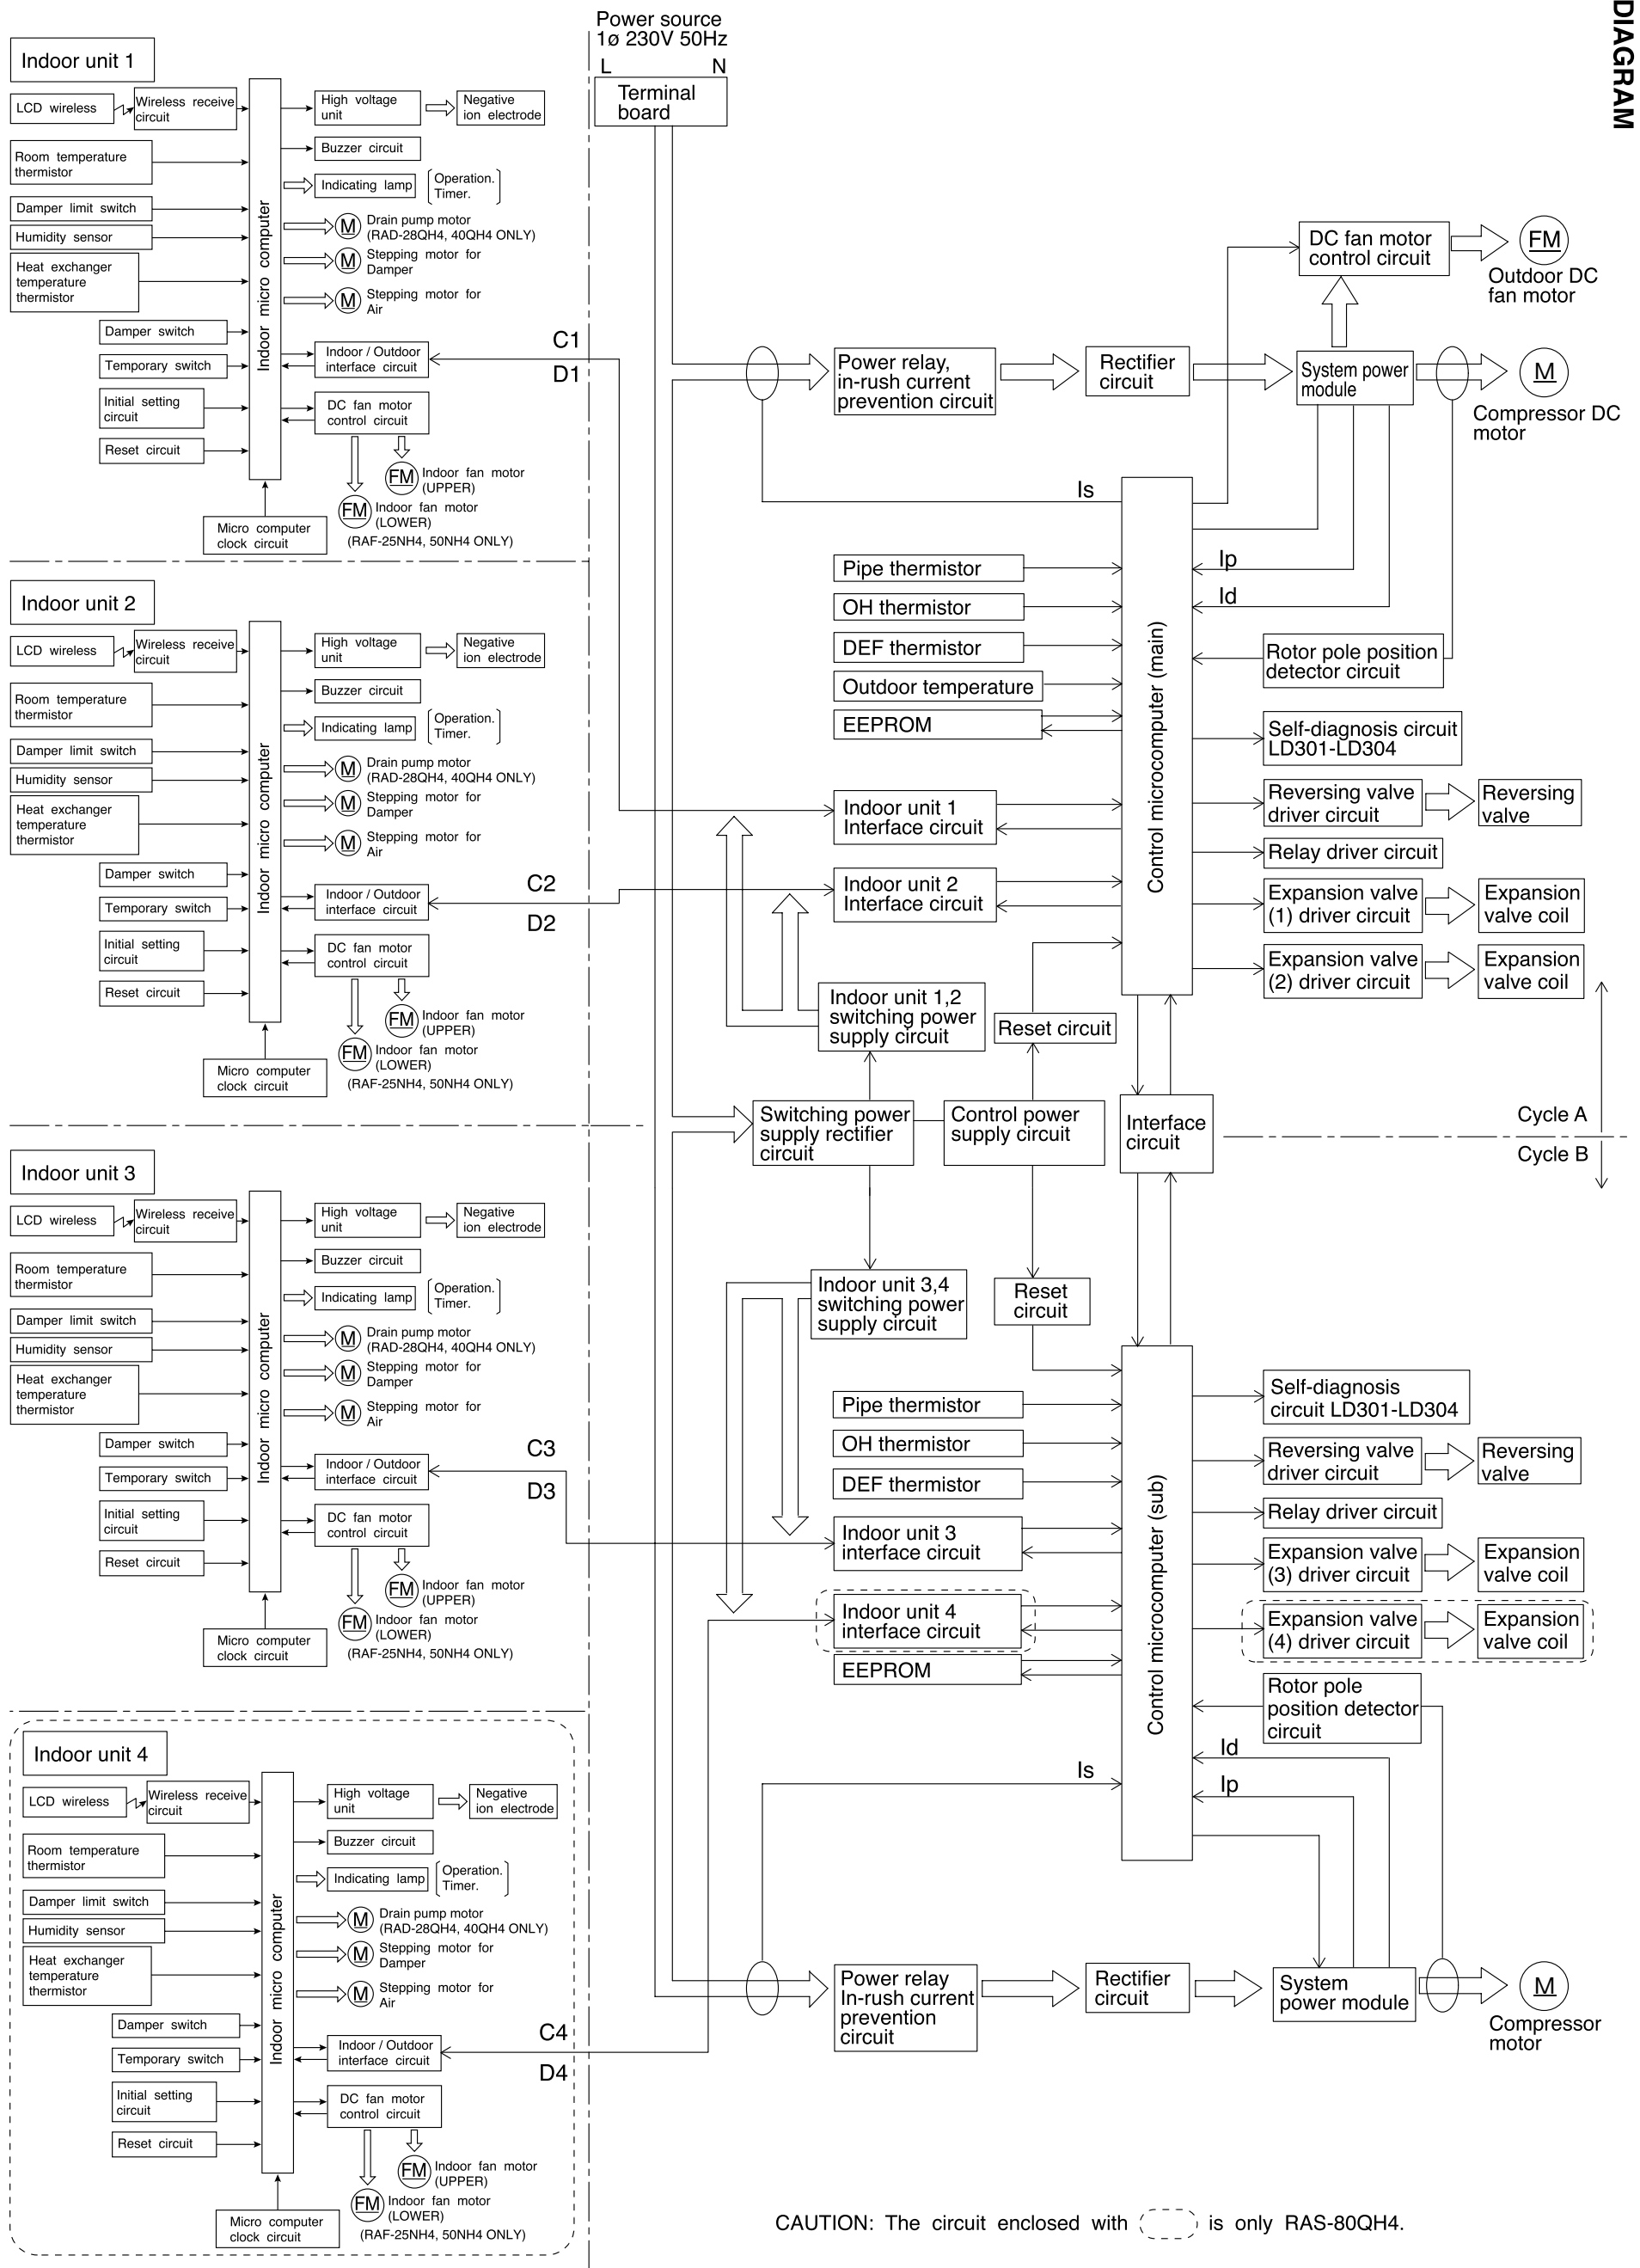 DIAGRAM
Power source
1ø 230V 50Hz
L N
Terminal
board
Indoor unit 1
LCD wireless
Wireless receive
circuit
Room temperature
thermistor
Damper limit switch
Humidity sensor
Heat exchanger
temperature
thermistor
Damper switch
Temporary switch
Initial setting
circuit
Reset circuit
Micro computer
clock circuit
Indoor micro computer
High voltage
unit
Negative
ion electrode
Buzzer circuit
Indicating lamp
Operation.
Timer.
M
Drain pump motor
(RAD-28QH4, 40QH4 ONLY)
M
Stepping motor for
Damper
M
Stepping motor for
Air
Indoor / Outdoor
interface circuit
C1
D1
DC fan motor
control circuit
FM
Indoor fan motor
(UPPER)
FM
Indoor fan motor
(LOWER)
(RAF-25NH4, 50NH4 ONLY)
Indoor unit 2
LCD wireless
Wireless receive
circuit
Room temperature
thermistor
Damper limit switch
Humidity sensor
Heat exchanger
temperature
thermistor
Damper switch
Temporary switch
Initial setting
circuit
Reset circuit
Micro computer
clock circuit
Indoor micro computer
High voltage
unit
Negative
ion electrode
Buzzer circuit
Indicating lamp
Operation.
Timer.
M
Drain pump motor
(RAD-28QH4, 40QH4 ONLY)
M
Stepping motor for
Damper
M
Stepping motor for
Air
Indoor / Outdoor
interface circuit
C2
D2
DC fan motor
control circuit
FM
Indoor fan motor
(UPPER)
FM
Indoor fan motor
(LOWER)
(RAF-25NH4, 50NH4 ONLY)
Indoor unit 3
LCD wireless
Wireless receive
circuit
Room temperature
thermistor
Damper limit switch
Humidity sensor
Heat exchanger
temperature
thermistor
Damper switch
Temporary switch
Initial setting
circuit
Reset circuit
Micro computer
clock circuit
Indoor micro computer
High voltage
unit
Negative
ion electrode
Buzzer circuit
Indicating lamp
Operation.
Timer.
M
Drain pump motor
(RAD-28QH4, 40QH4 ONLY)
M
Stepping motor for
Damper
M
Stepping motor for
Air
Indoor / Outdoor
interface circuit
C3
D3
DC fan motor
control circuit
FM
Indoor fan motor
(UPPER)
FM
Indoor fan motor
(LOWER)
(RAF-25NH4, 50NH4 ONLY)
Indoor unit 4
LCD wireless
Wireless receive
circuit
Room temperature
thermistor
Damper limit switch
Humidity sensor
Heat exchanger
temperature
thermistor
Damper switch
Temporary switch
Initial setting
circuit
Reset circuit
Micro computer
clock circuit
Indoor micro computer
High voltage
unit
Negative
ion electrode
Buzzer circuit
Indicating lamp
Operation.
Timer.
M
Drain pump motor
(RAD-28QH4, 40QH4 ONLY)
M
Stepping motor for
Damper
M
Stepping motor for
Air
Indoor / Outdoor
interface circuit
C4
D4
DC fan motor
control circuit
FM
Indoor fan motor
(UPPER)
FM
Indoor fan motor
(LOWER)
(RAF-25NH4, 50NH4 ONLY)
DC fan motor
control circuit
FM
Outdoor DC
fan motor
Power relay,
in-rush current
prevention circuit
Rectifier
circuit
System power
module
M
Compressor DC
motor
Is
Ip
Id
Control microcomputer (main)
Pipe thermistor
OH thermistor
DEF thermistor
Outdoor temperature
EEPROM
Indoor unit 1
Interface circuit
Indoor unit 2
Interface circuit
Rotor pole position
detector circuit
Self-diagnosis circuit
LD301-LD304
Reversing valve
driver circuit
Reversing
valve
Relay driver circuit
Expansion valve
(1) driver circuit
Expansion
valve coil
Expansion valve
(2) driver circuit
Expansion
valve coil
Indoor unit 1,2
switching power
supply circuit
Reset circuit
Switching power
supply rectifier
circuit
Control power
supply circuit
Interface
circuit
Cycle A
Cycle B
Indoor unit 3,4
switching power
supply circuit
Reset
circuit
Control microcomputer (sub)
Pipe thermistor
OH thermistor
DEF thermistor
Indoor unit 3
interface circuit
Indoor unit 4
interface circuit
EEPROM
Self-diagnosis
circuit LD301-LD304
Reversing valve
driver circuit
Reversing
valve
Relay driver circuit
Expansion valve
(3) driver circuit
Expansion
valve coil
Expansion valve
(4) driver circuit
Expansion
valve coil
Rotor pole
position detector
circuit
Id
Is
Ip
Power relay
In-rush current
prevention
circuit
Rectifier
circuit
System
power module
M
Compressor
motor
CAUTION: The circuit enclosed with is only RAS-80QH4.